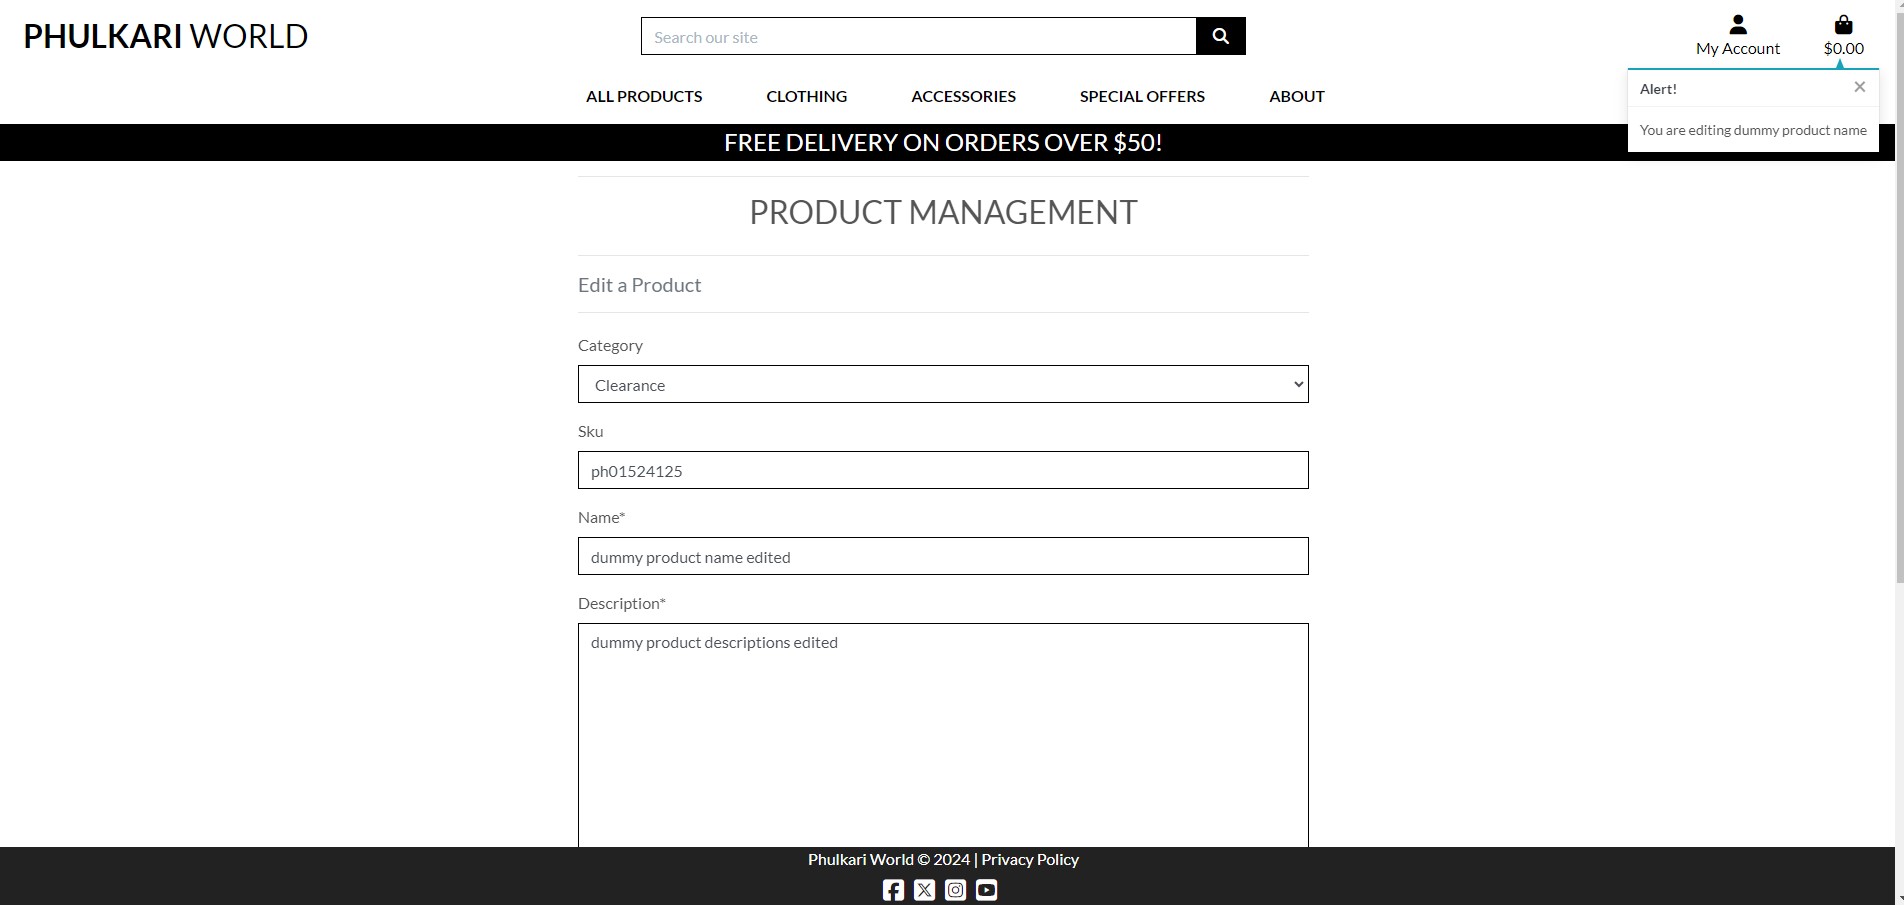 PHULKARI WORLD
Search our site
My Account
$0.00
ALL PRODUCTS CLOTHING ACCESSORIES SPECIAL OFFERS ABOUT
Alert!
×
You are editing dummy product name
FREE DELIVERY ON ORDERS OVER $50!
PRODUCT MANAGEMENT
Edit a Product
Category
Clearance
Sku
ph01524125
Name*
dummy product name edited
Description*
dummy product descriptions edited
Phulkari World © 2024 | Privacy Policy